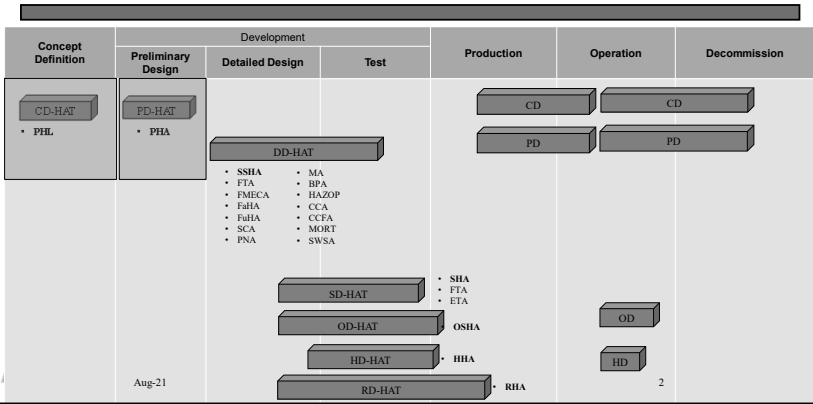 Concept
Definition
Development
Preliminary
Design
Detailed Design
Test
Production
Operation
Decommission
CD-HAT
• PHL
PD-HAT
• PHA
CD
CD
PD
PD
DD-HAT
• SSHA
• FTA
• FMECA
• FaHA
• FuHA
• SCA
• PNA
• MA
• BPA
• HAZOP
• CCA
• CCFA
• MORT
• SWSA
SD-HAT
• SHA
• FTA
• ETA
OD-HAT
• OSHA
OD
HD-HAT
• HHA
HD
RD-HAT
• RHA
Aug-21
2